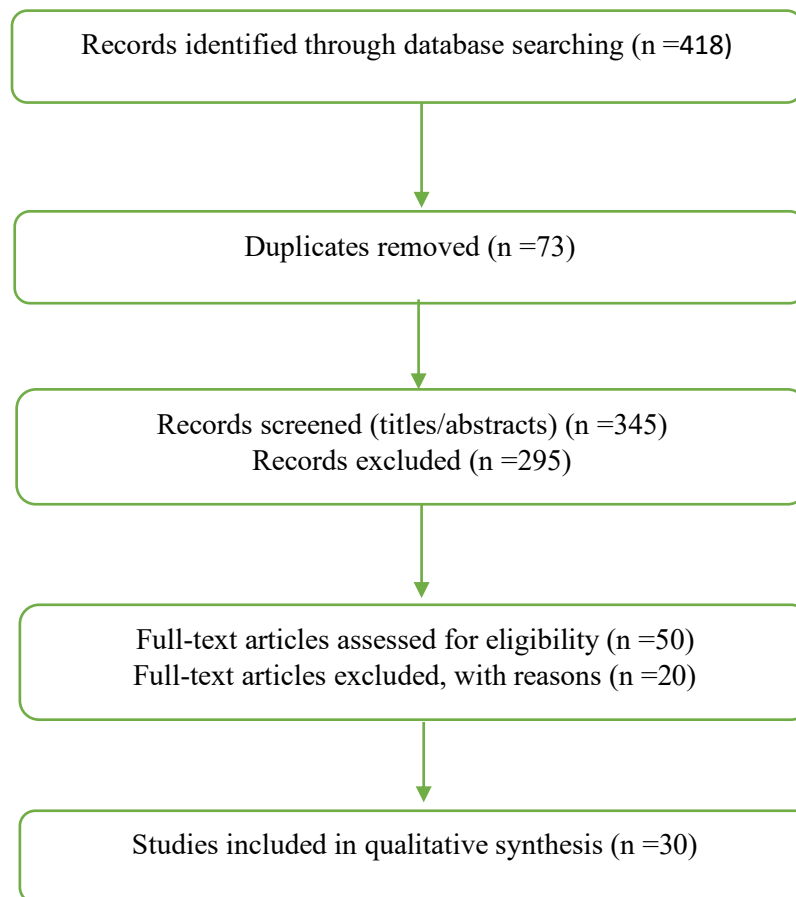 Records identified through database searching (n =418)
Duplicates removed (n =73)
Records screened (titles/abstracts) (n =345)
Records excluded (n =295)
Full-text articles assessed for eligibility (n =50)
Full-text articles excluded, with reasons (n =20)
Studies included in qualitative synthesis (n =30)